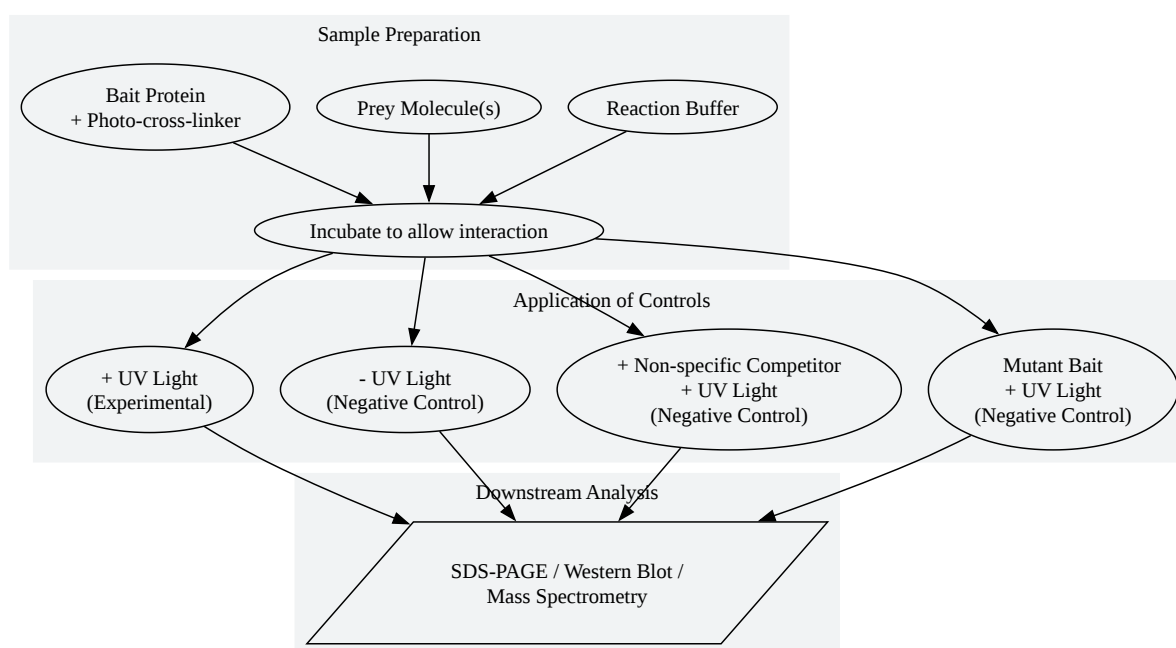 Sample Preparation
Bait Protein
+ Photo-cross-linker
Prey Molecule(s)
Reaction Buffer
Incubate to allow interaction
Application of Controls
+ UV Light
(Experimental)
- UV Light
(Negative Control)
+ Non-specific Competitor
+ UV Light
(Negative Control)
Mutant Bait
+ UV Light
(Negative Control)
Downstream Analysis
SDS-PAGE / Western Blot /
Mass Spectrometry